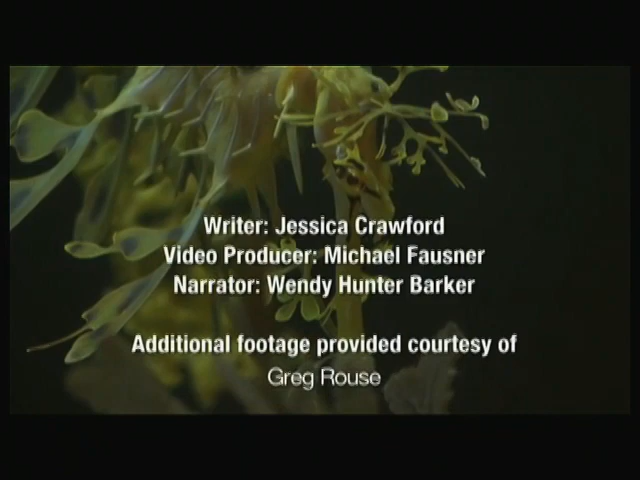 Writer: Jessica Crawford
Video Producer: Michael Fausner
Narrator: Wendy Hunter Barker
Additional footage provided courtesy of
Greg Rouse